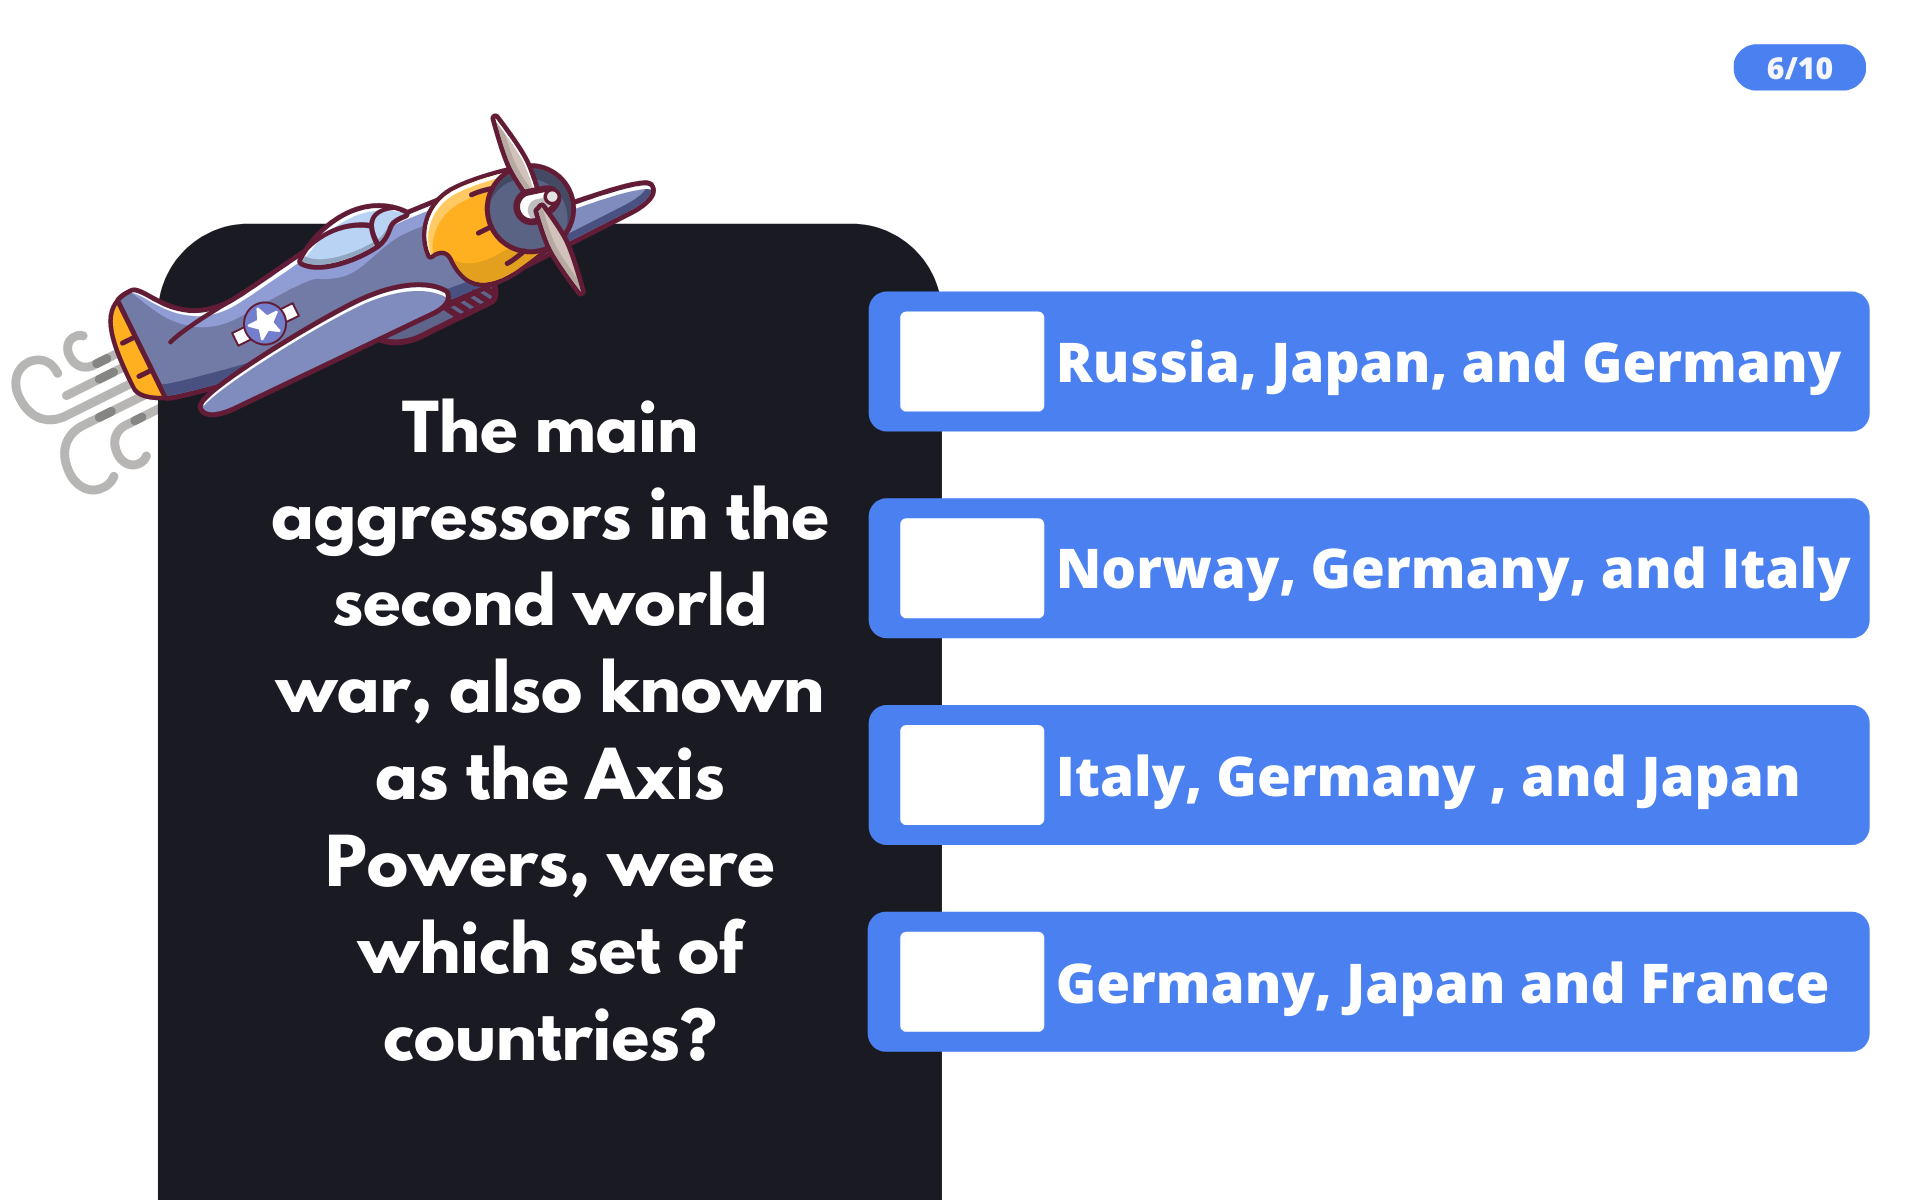 6/10
The main
aggressors in the
second world
war, also known
as the Axis
Powers, were
which set of
countries?
Russia, Japan, and Germany
Norway, Germany, and Italy
Italy, Germany , and Japan
Germany, Japan and France